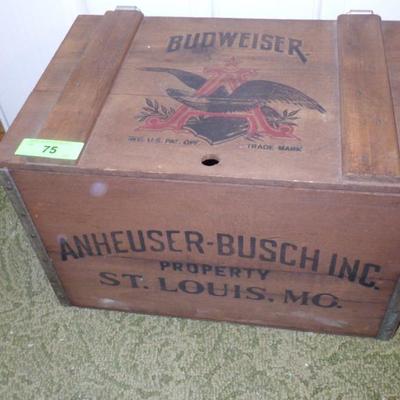 BUDWEISER.
A
75
REG. U.S. PAT. OFF.
TRADE MARK
ANHEUSER-BUSCH INC.
PROPERTY
ST. LOUIS, MO.